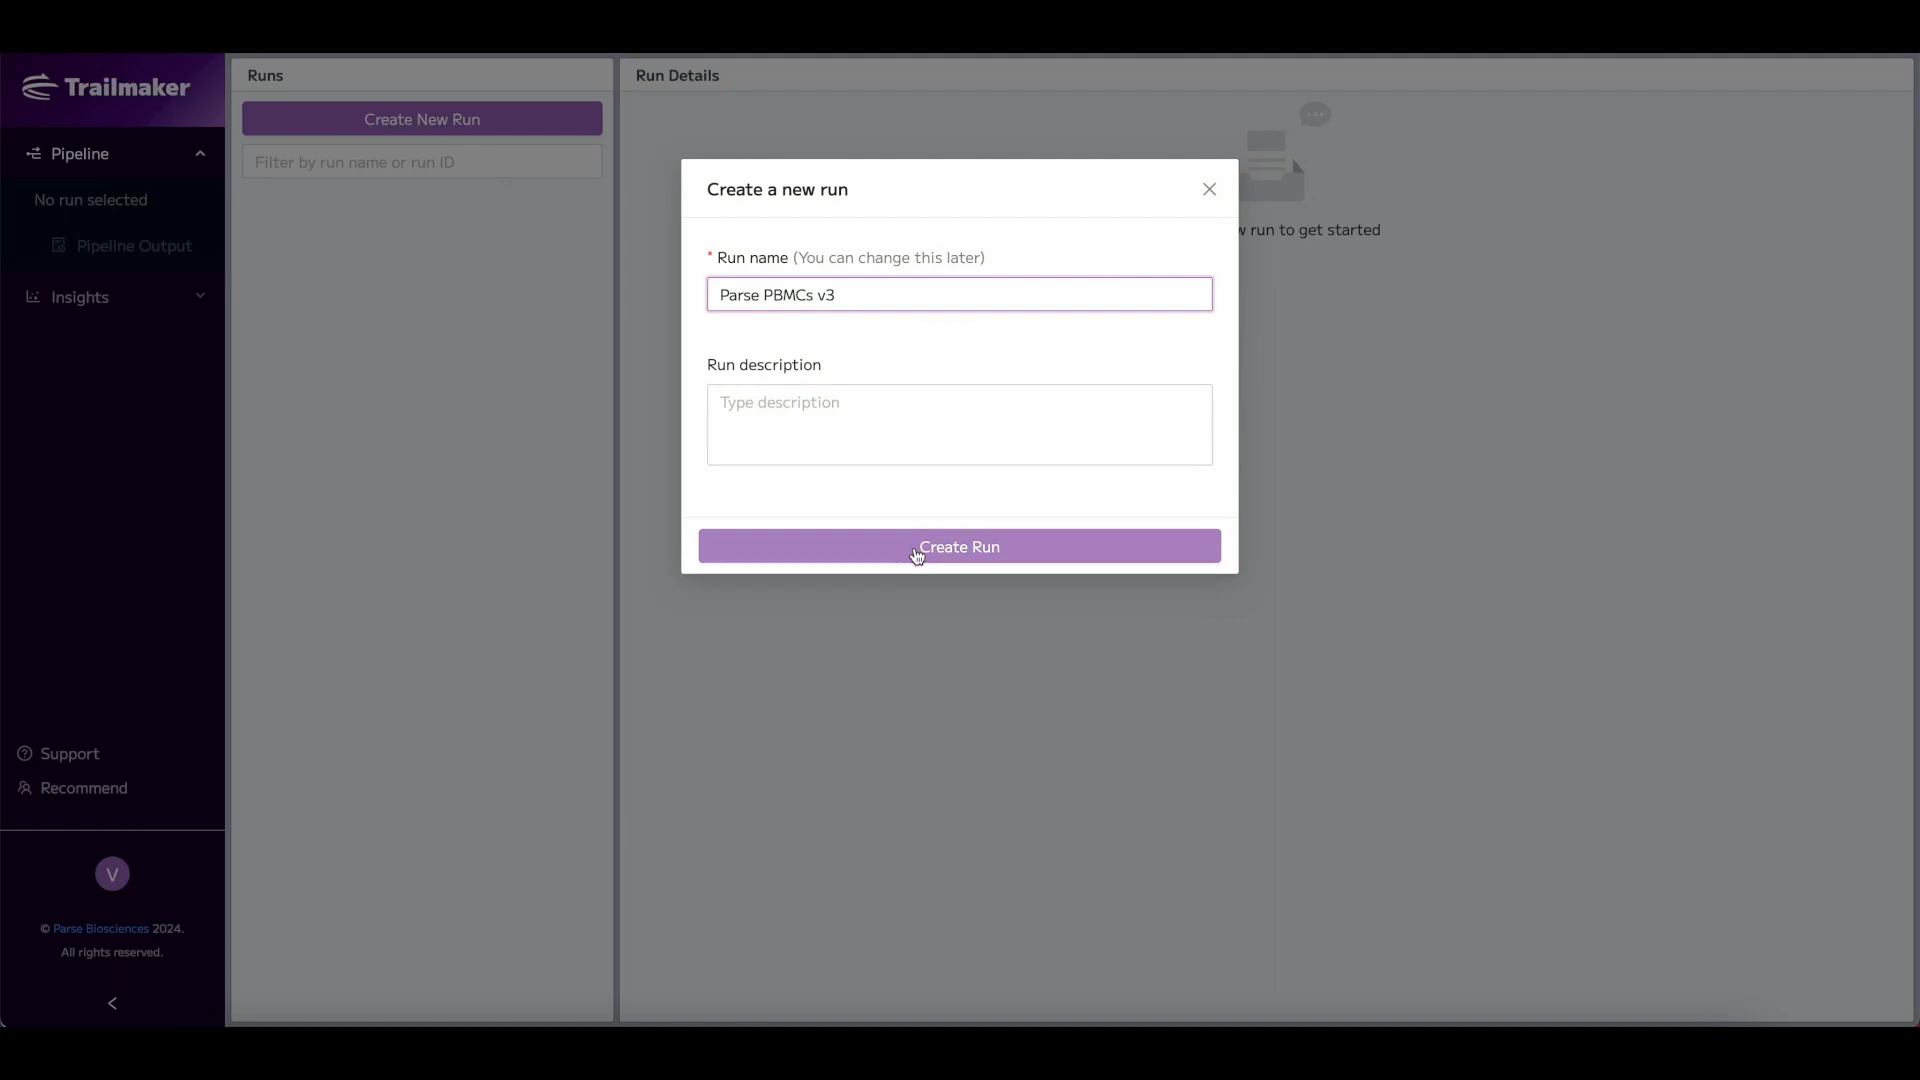 Trailmaker
Pipeline
No run selected
Pipeline Output
Insights
Support
Recommend
V
© Parse Biosciences 2024.
All rights reserved.
Runs
Create New Run
Filter by run name or run ID
Run Details
run to get started
Create a new run
* Run name (You can change this later)
Parse PBMCs v3
Run description
Type description
Create Run